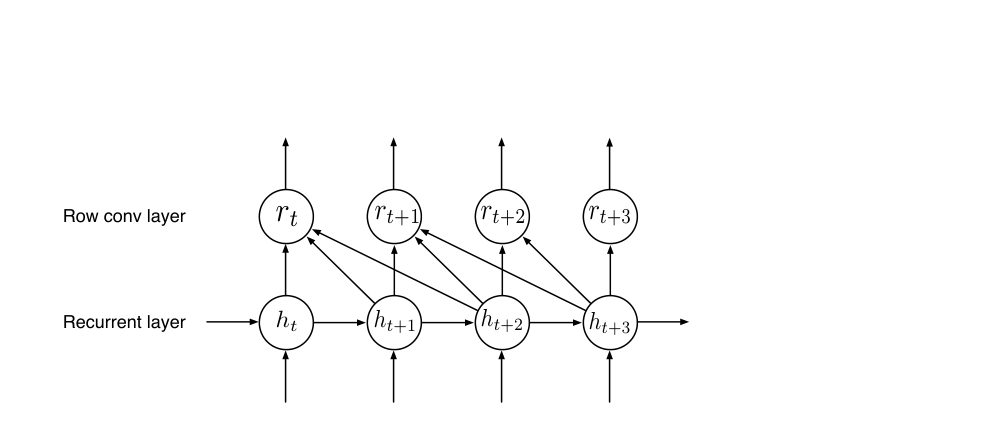 Row conv layer r_t r_{t+1} r_{t+2} r_{t+3}
Recurrent layer h_t h_{t+1} h_{t+2} h_{t+3}